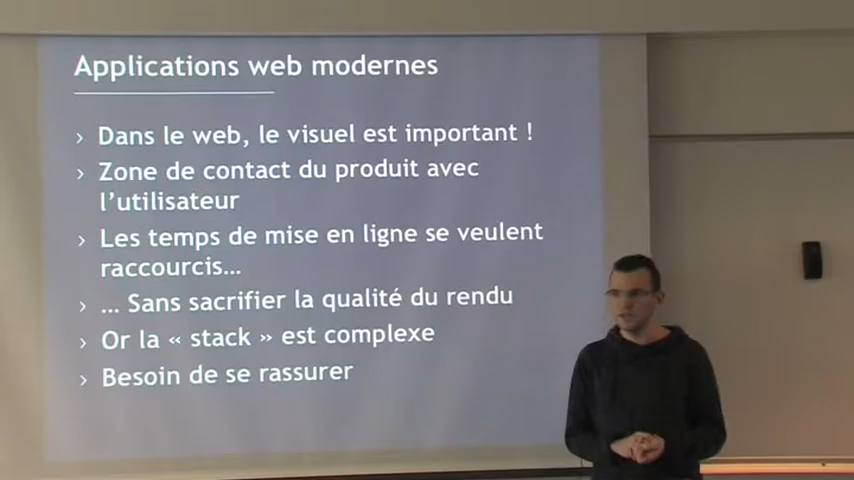 Applications web modernes
› Dans le web, le visuel est important !
› Zone de contact du produit avec
l’utilisateur
› Les temps de mise en ligne se veulent
raccourcis…
› … Sans sacrifier la qualité du rendu
› Or la « stack » est complexe
› Besoin de se rassurer